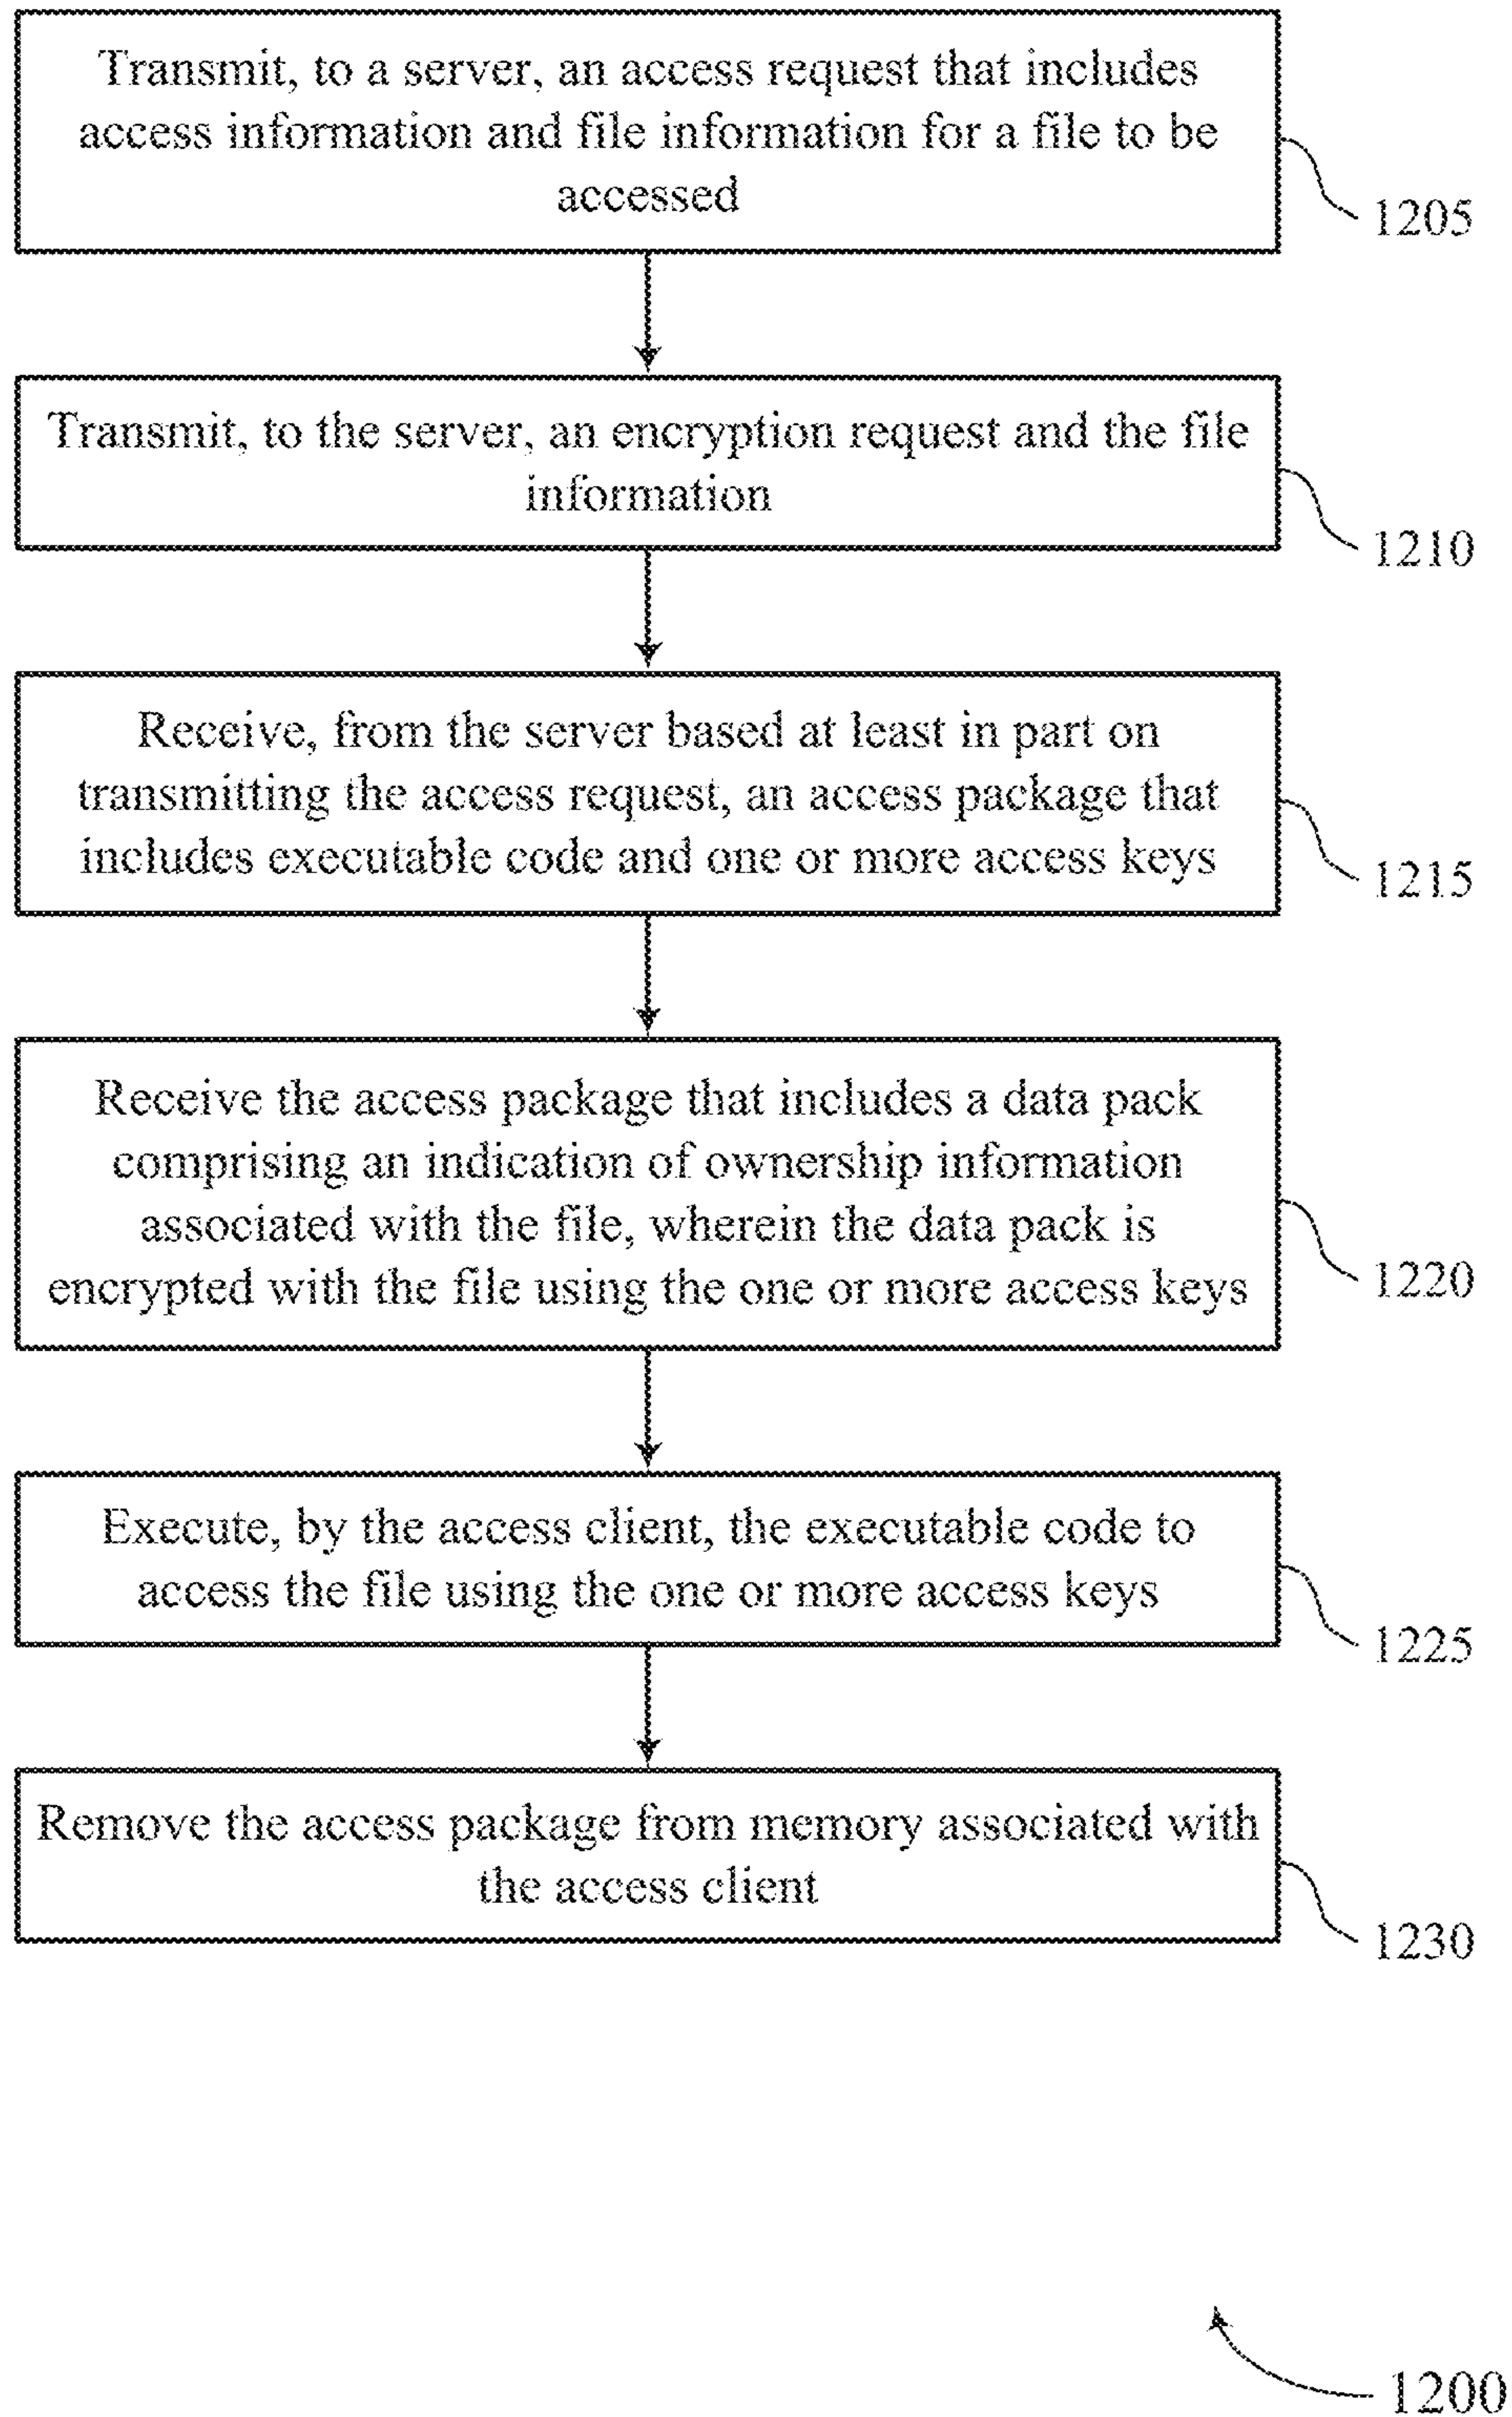 Transmit, to a server, an access request that includes
access information and file information for a file to be
accessed
1205
Transmit, to the server, an encryption request and the file
information
1210
Receive, from the server based at least in part on
transmitting the access request, an access package that
includes executable code and one or more access keys
1215
Receive the access package that includes a data pack
comprising an indication of ownership information
associated with the file, wherein the data pack is
encrypted with the file using the one or more access keys
1220
Execute, by the access client, the executable code to
access the file using the one or more access keys
1225
Remove the access package from memory associated with
the access client
1230
1200